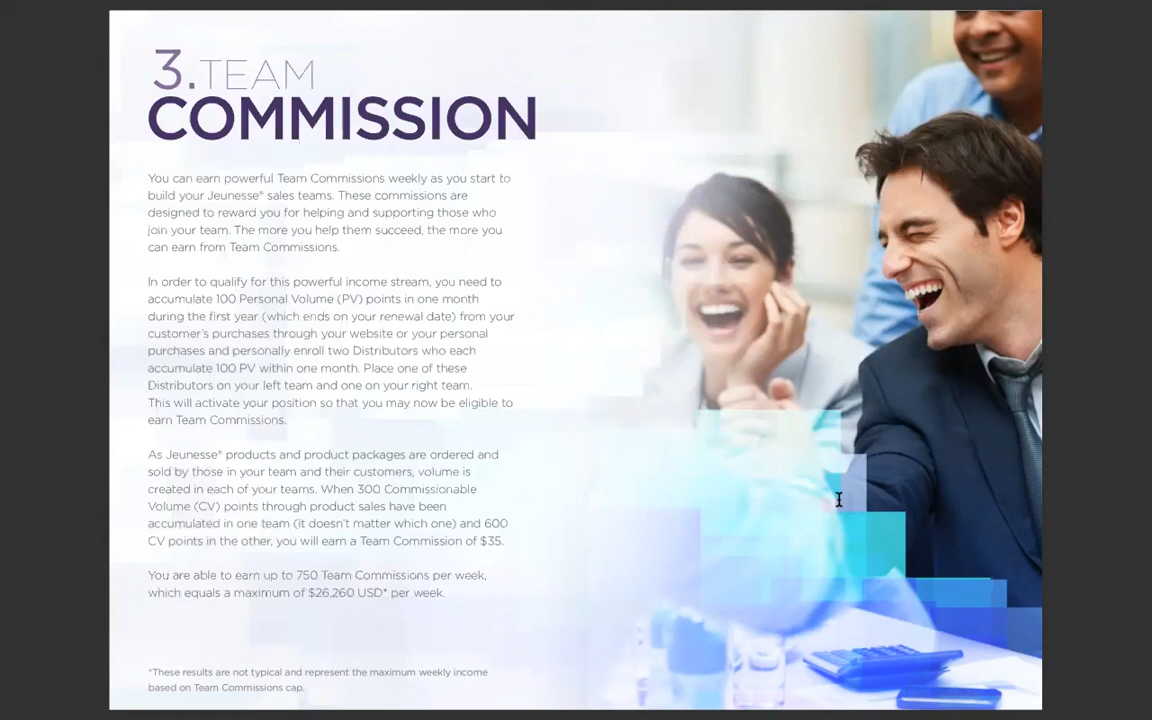 3.TEAM
COMMISSION
You can earn powerful Team Commissions weekly as you start to
build your Jeunesse® sales teams. These commissions are
designed to reward you for helping and supporting those who
join your team. The more you help them succeed, the more you
can earn from Team Commissions.
In order to qualify for this powerful income stream, you need to
accumulate 100 Personal Volume (PV) points in one month
during the first year (which ends on your renewal date) from your
customer's purchases through your website or your personal
purchases and personally enroll two Distributors who each
accumulate 100 PV within one month. Place one of these
Distributors on your left team and one on your right team.
This will activate your position so that you may now be eligible to
earn Team Commissions.
As Jeunesse® products and product packages are ordered and
sold by those in your team and their customers, volume is
created in each of your teams. When 300 Commissionable
Volume (CV) points through product sales have been
accumulated in one team (it doesn't matter which one) and 600
CV points in the other, you will earn a Team Commission of $35.
You are able to earn up to 750 Team Commissions per week,
which equals a maximum of $26,260 USD* per week.
*These results are not typical and represent the maximum weekly income
based on Team Commissions cap.